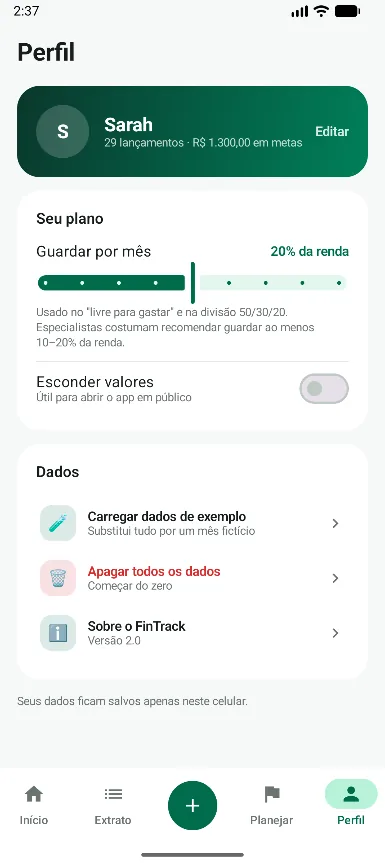 2:37
Perfil
S
Sarah
29 lançamentos · R$ 1.300,00 em metas
Editar
Seu plano
Guardar por mês
20% da renda
Usado no "livre para gastar" e na divisão 50/30/20.
Especialistas costumam recomendar guardar ao menos
10–20% da renda.
Esconder valores
Útil para abrir o app em público
Dados
Carregar dados de exemplo
Substitui tudo por um mês fictício
Apagar todos os dados
Começar do zero
Sobre o FinTrack
Versão 2.0
Seus dados ficam salvos apenas neste celular.
Início
Extrato
Planejar
Perfil